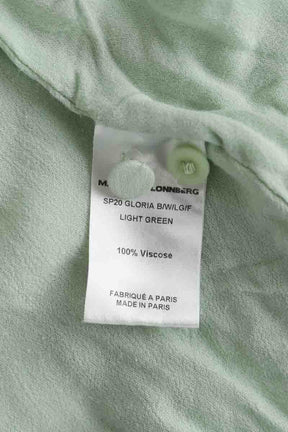 M. LONNBERG
SP20 GLORIA B/W/LG/F
LIGHT GREEN
100% Viscose
FABRIQUÉ A PARIS
MADE IN PARIS